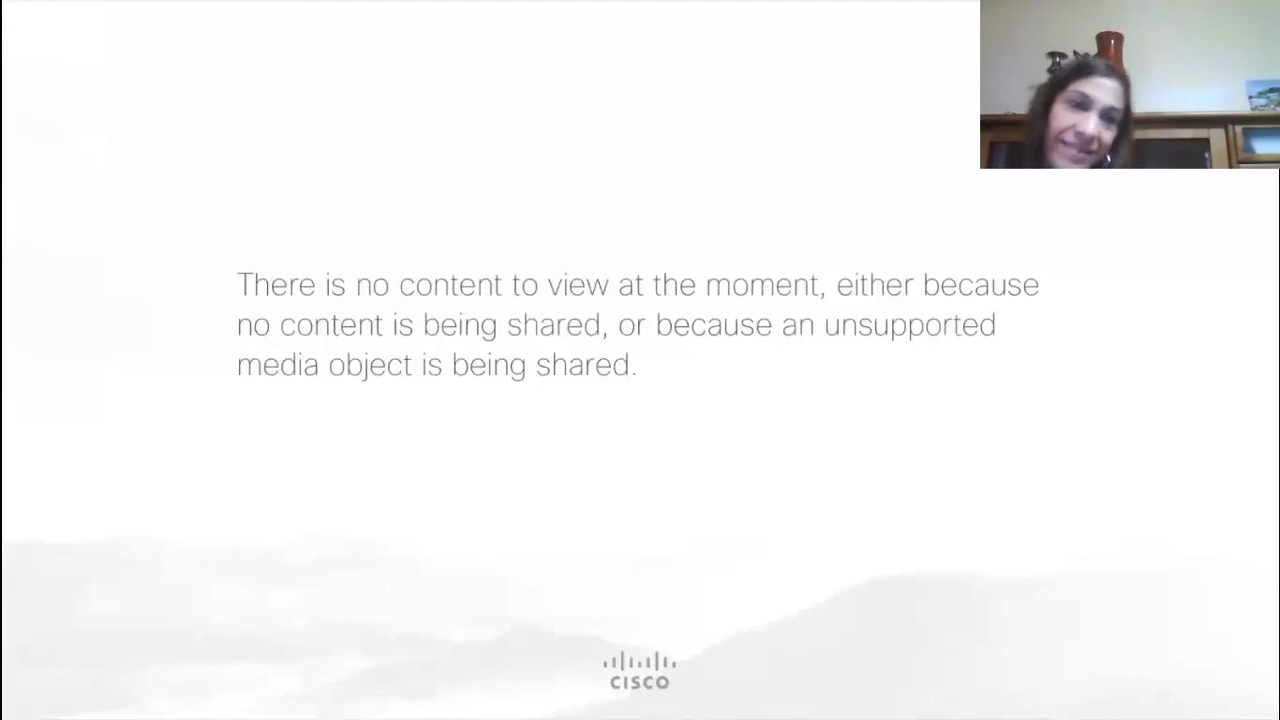 There is no content to view at the moment, either because
no content is being shared, or because an unsupported
media object is being shared.
CISCO